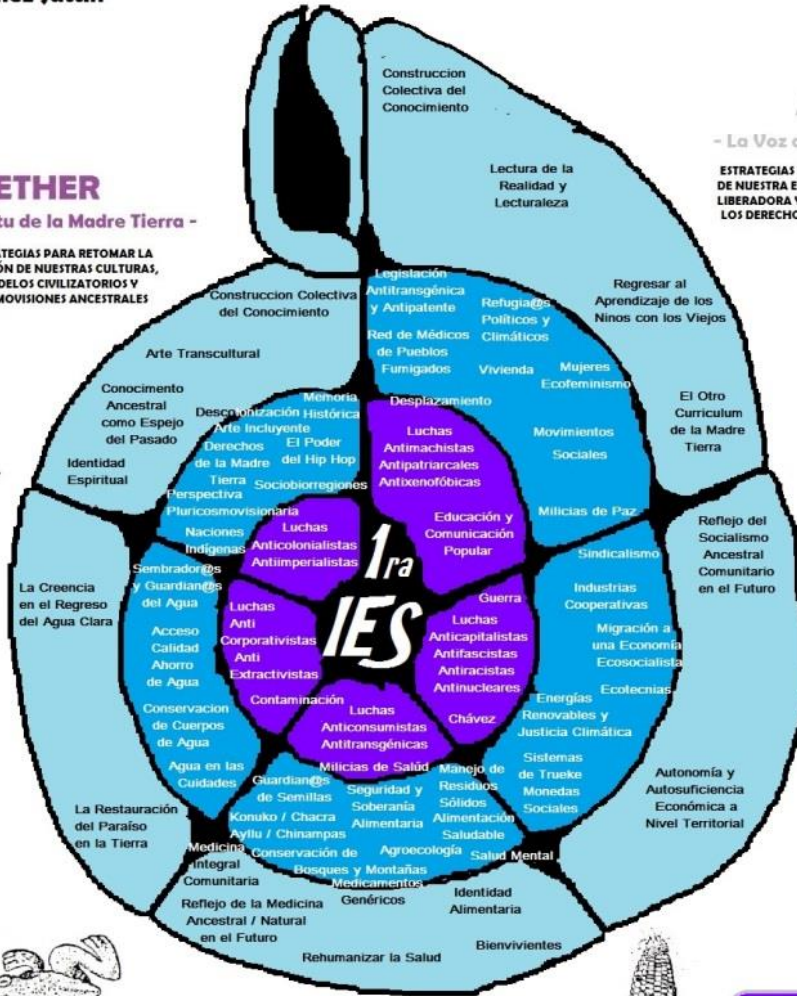 ETHER
tu de la Madre Tierra -
TEGIAS PARA RETOMAR LA
ÓN DE NUESTRAS CULTURAS,
DELOS CIVILIZATORIOS Y
MOVISIONES ANCESTRALES
- La Voz
ESTRATEGIAS
DE NUESTRA E
LIBERADORA Y
LOS DERECHO
Construccion
Colectiva del
Conocimiento
Lectura de la
Realidad y
Lecturaleza
Regresar al
Aprendizaje de los
Ninos con los Viejos
El Otro
Curriculum
de la Madre
Tierra
Construccion Colectiva
del Conocimiento
Arte Transcultural
Conocimento
Ancestral
como Espejo
del Pasado
Identidad
Espiritual
Legislación
Antitransgénica
y Antipatente
Refugia@s
Políticos y
Climáticos
Red de Médicos
de Pueblos
Fumigados
Vivienda
Mujeres
Ecofeminismo
Desplazamiento
Movimientos
Sociales
Milicias de Paz
Memoria
Histórica
Descolonización
Arte Incluyente
Derechos
de la Madre
Tierra
El Poder
del Hip Hop
Sociobiorregiones
Perspectiva
Pluricosmovisionaria
Naciones
Indígenas
Luchas
Antimachistas
Antipatriarcales
Antixenofóbicas
Educación y
Comunicación
Popular
Luchas
Anticolonialistas
Antiimperialistas
1ra
IES
Reflejo del
Socialismo
Ancestral
Comunitario
en el Futuro
Sindicalismo
Industrias
Cooperativas
Migración a
una Economía
Ecosocialista
Ecotecnias
Energías
Renovables y
Justicia Climática
Sistemas
de Trueke
Monedas
Sociales
Autonomía y
Autosuficiencia
Económica a
Nivel Territorial
Guerra
Luchas
Anticapitalistas
Antifascistas
Antiracistas
Antinucleares
Chávez
La Creencia
en el Regreso
del Agua Clara
Sembrador@s
y Guardian@s
del Agua
Acceso
Calidad
Ahorro
de Agua
Conservacion
de Cuerpos
de Agua
Agua en las
Cuidades
Luchas
Anti
Corporativistas
Anti
Extractivistas
Contaminación
La Restauración
del Paraíso
en la Tierra
Luchas
Anticonsumistas
Antitransgénicas
Milicias de Salúd
Guardian@s
de Semillas
Seguridad y
Soberanía
Alimentaria
Manejo de
Residuos
Sólidos
Alimentación
Saludable
Konuko / Chacra
Ayllu / Chinampas
Agroecología
Salud Mental
Conservación de
Bosques y Montañas
Medicina
Integral
Comunitaria
Medicamentos
Genéricos
Identidad
Alimentaria
Reflejo de la Medicina
Ancestral / Natural
en el Futuro
Rehumanizar la Salud
Bienvivientes